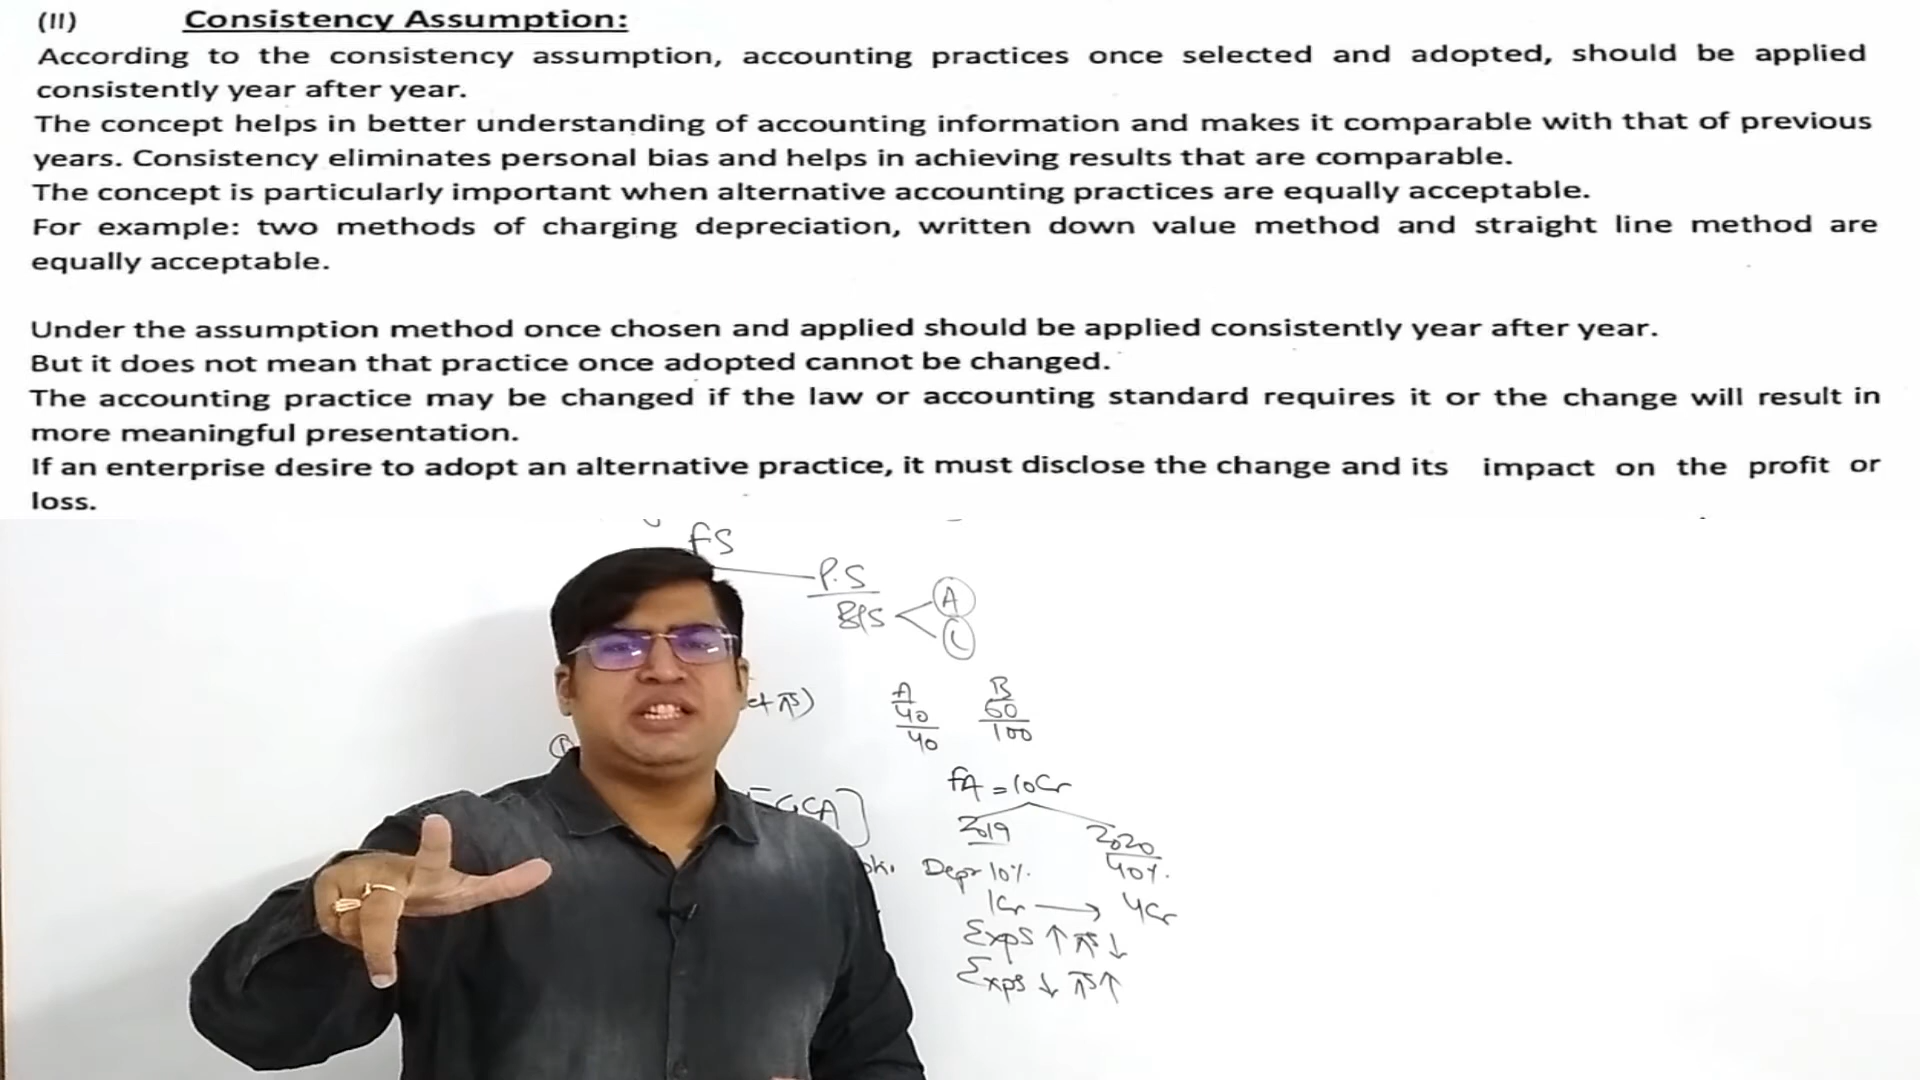 (II) Consistency Assumption:
According to the consistency assumption, accounting practices once selected and adopted, should be applied
consistently year after year.
The concept helps in better understanding of accounting information and makes it comparable with that of previous
years. Consistency eliminates personal bias and helps in achieving results that are comparable.
The concept is particularly important when alternative accounting practices are equally acceptable.
For example: two methods of charging depreciation, written down value method and straight line method are
equally acceptable.
Under the assumption method once chosen and applied should be applied consistently year after year.
But it does not mean that practice once adopted cannot be changed.
The accounting practice may be changed if the law or accounting standard requires it or the change will result in
more meaningful presentation.
If an enterprise desire to adopt an alternative practice, it must disclose the change and its impact on the profit or
loss.
FS
P.S
A
L
A B
40 60
40 100
FA = 10Cr
2019 2020
Depr 10% 40%.
1Cr → 4Cr
Exps ↑ ↓
Exps ↓ ↑